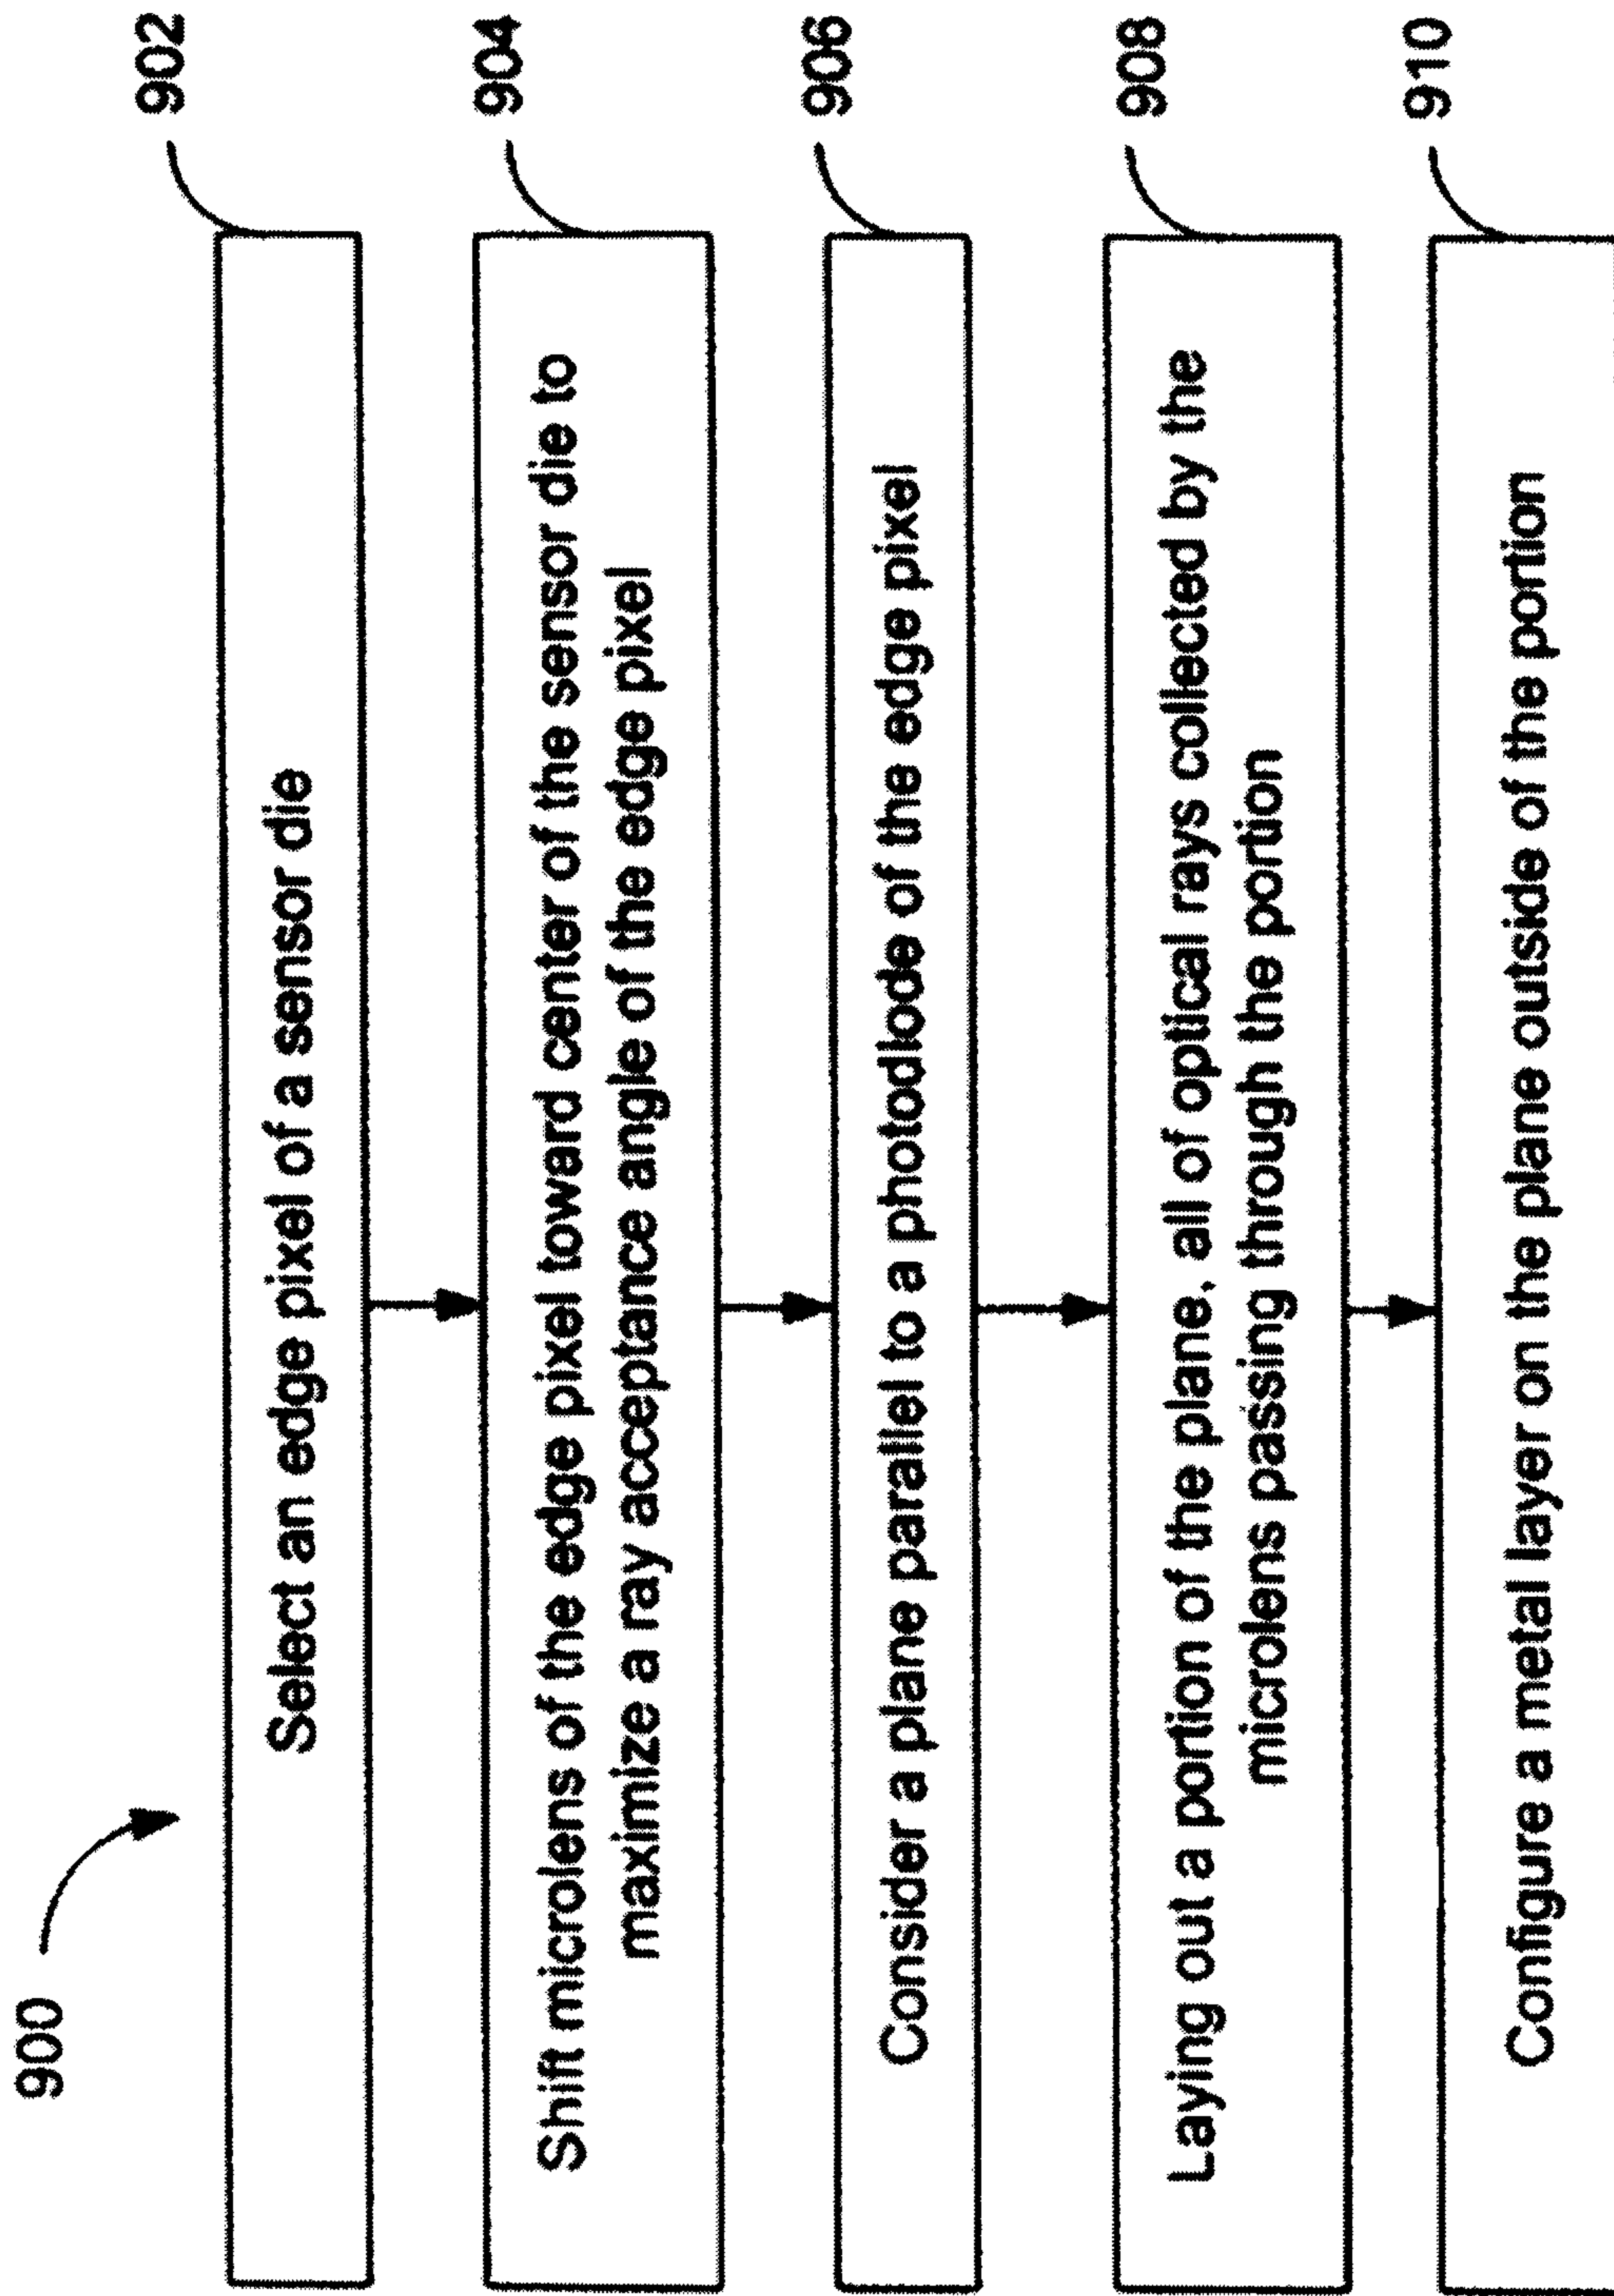 900
902
Select an edge pixel of a sensor die
904
Shift microlens of the edge pixel toward center of the sensor die to
maximize a ray acceptance angle of the edge pixel
906
Consider a plane parallel to a photodiode of the edge pixel
908
Laying out a portion of the plane, all of optical rays collected by the
microlens passing through the portion
910
Configure a metal layer on the plane outside of the portion